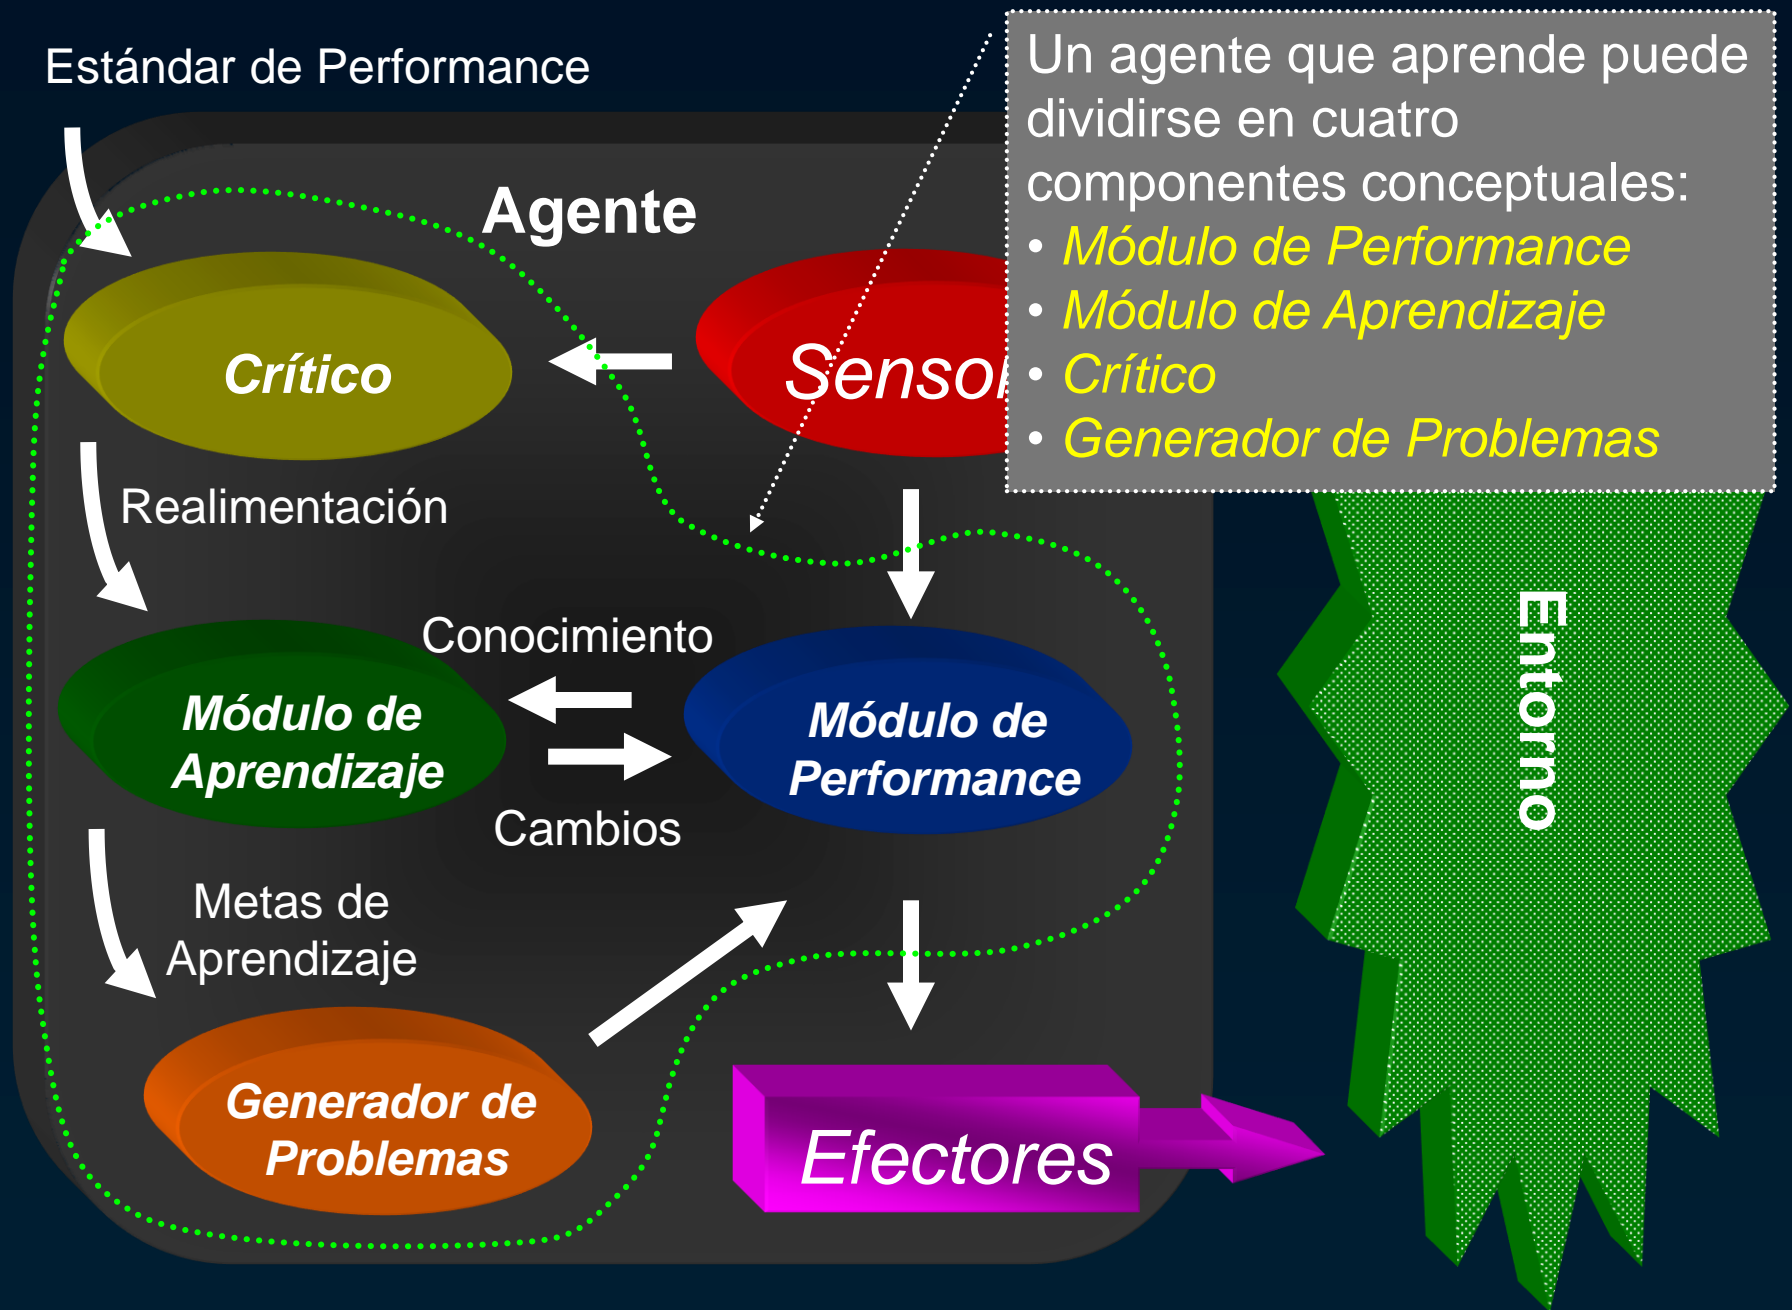 Estándar de Performance
Un agente que aprende puede
dividirse en cuatro
componentes conceptuales:
• Módulo de Performance
• Módulo de Aprendizaje
• Crítico
• Generador de Problemas
Agente
Crítico
Realimentación
Conocimiento
Módulo de
Aprendizaje
Módulo de
Performance
Cambios
Metas de
Aprendizaje
Generador de
Problemas
Efectores
Entorno